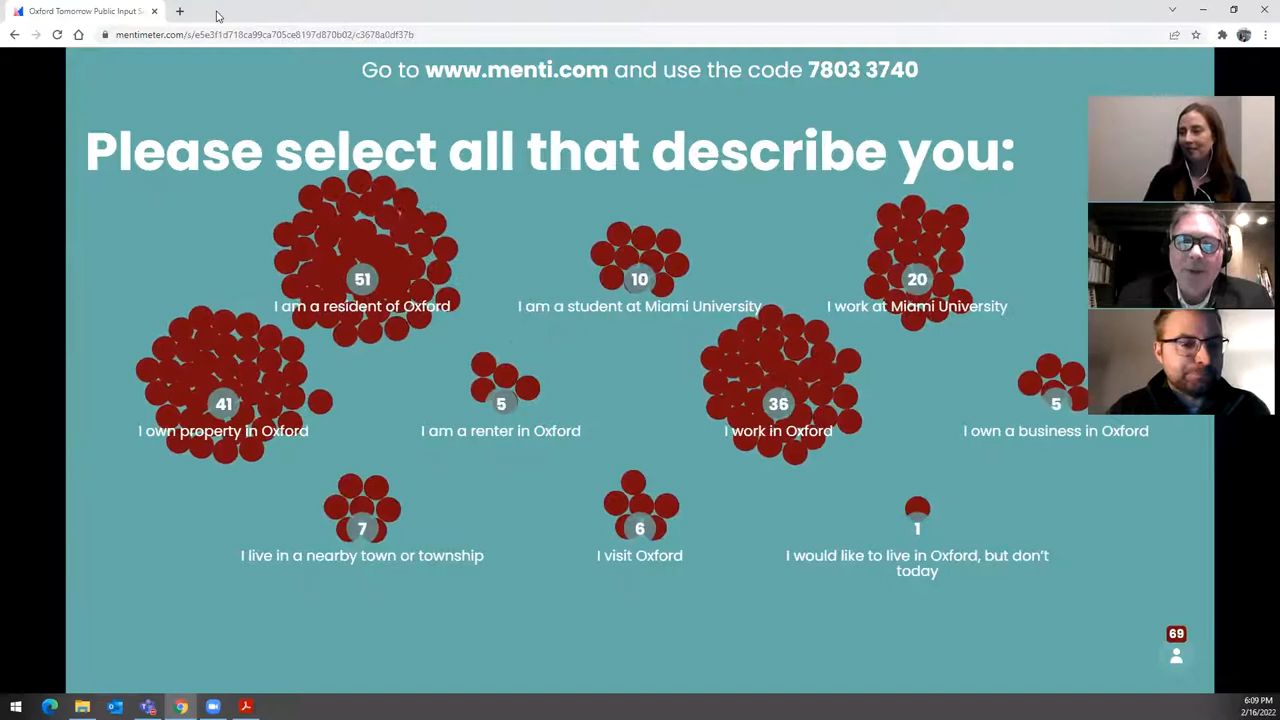 Oxford Tomorrow Public Input S
mentimeter.com/s/e5e3f1d718ca99ca705ce8197d870b02/c3678a0df37b
Go to www.menti.com and use the code 7803 3740
Please select all that describe you:
51
I am a resident of Oxford
10
I am a student at Miami University
20
I work at Miami University
41
I own property in Oxford
5
I am a renter in Oxford
36
I work in Oxford
5
I own a business in Oxford
7
I live in a nearby town or township
6
I visit Oxford
1
I would like to live in Oxford, but don't
today
69
6:09 PM
2/16/2022